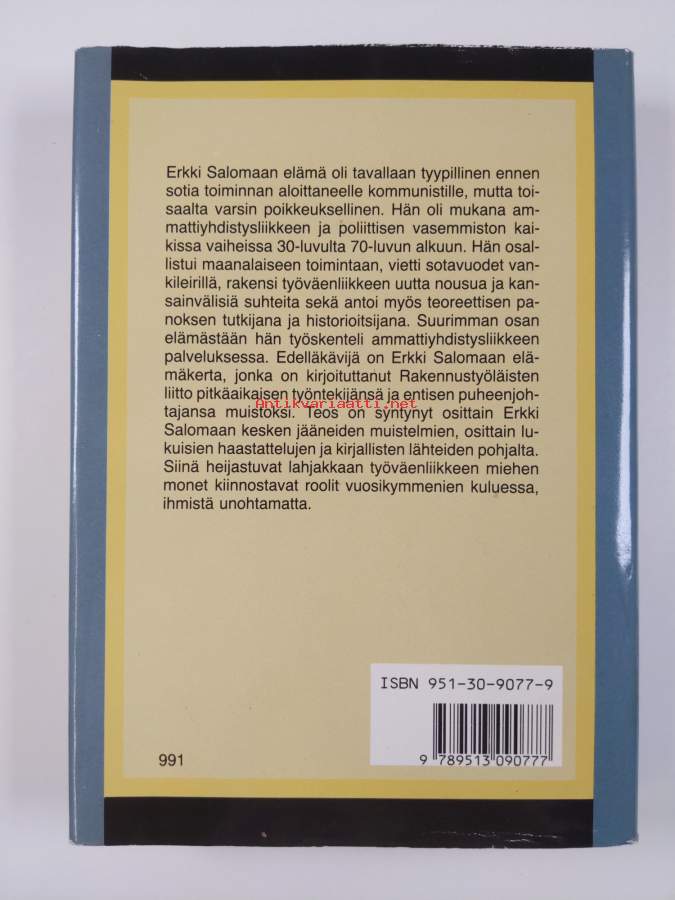 Erkki Salomaan elämä oli tavallaan tyypillinen ennen
sotia toiminnan aloittaneelle kommunistille, mutta toi-
saalta varsin poikkeuksellinen. Hän oli mukana am-
mattiyhdistysliikkeen ja poliittisen vasemmiston kai-
kissa vaiheissa 30-luvulta 70-luvun alkuun. Hän osal-
listui maanalaiseen toimintaan, vietti sotavuodet van-
kileirillä, rakensi työväenliikkeen uutta nousua ja kan-
sainvälisiä suhteita sekä antoi myös teoreettisen pa-
noksen tutkijana ja historioitsijana. Suurimman osan
elämästään hän työskenteli ammattiyhdistysliikkeen
palveluksessa. Edelläkävijä on Erkki Salomaan elä-
mäkerta, jonka on kirjoituttanut Rakennustyöläisten
liitto pitkäaikaisen työntekijänsä ja entisen puheenjoh-
tajansa muistoksi. Teos on syntynyt osittain Erkki
Salomaan kesken jääneiden muistelmien, osittain lu-
kuisien haastattelujen ja kirjallisten lähteiden pohjalta.
Siinä heijastuvat lahjakkaan työväenliikkeen miehen
monet kiinnostavat roolit vuosikymmenien kuluessa,
ihmistä unohtamatta.
Antikvariaatti.net
ISBN 951-30-9077-9
9 789513 090777
991